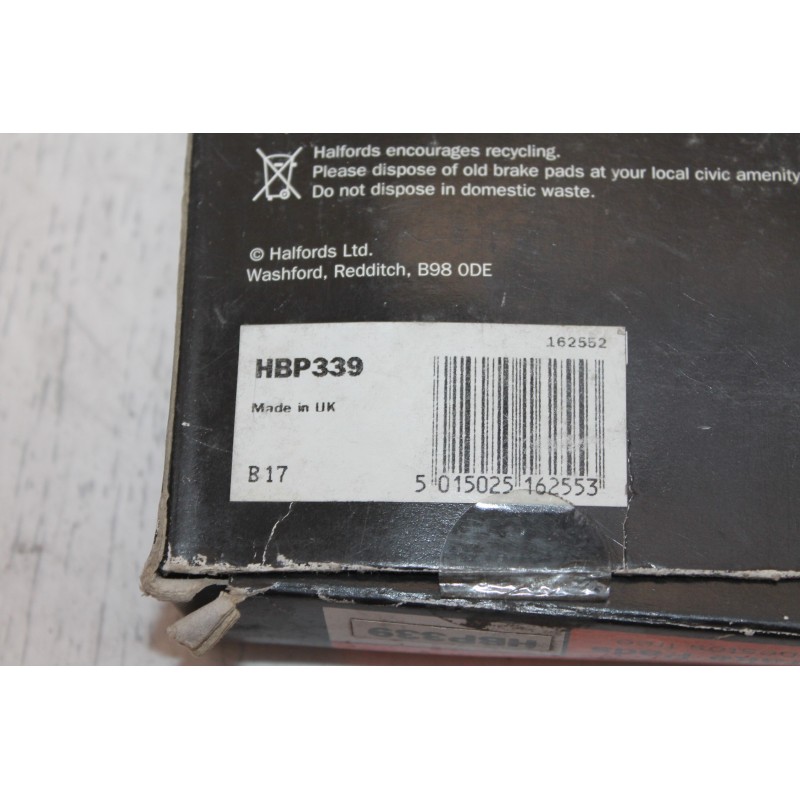 Halfords encourages recycling.
Please dispose of old brake pads at your local civic amenity
Do not dispose in domestic waste.
© Halfords Ltd.
Washford, Redditch, B98 0DE
162552
HBP339
Made in UK
B17
5 015025 162553
HBP339